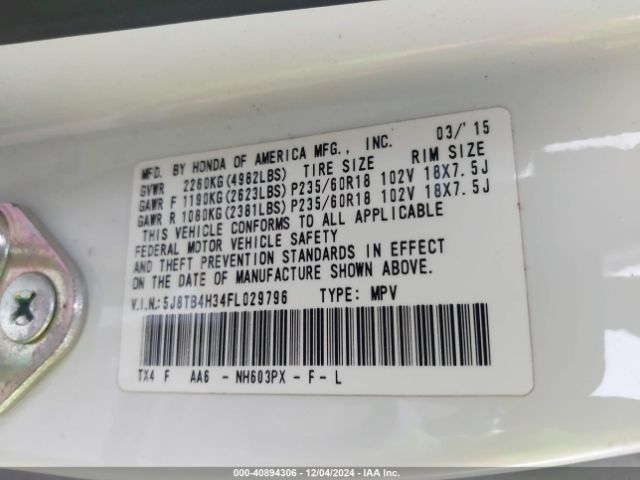 MFD. BY HONDA OF AMERICA MFG., INC. 03/'15
GVWR 2260KG(4982LBS) TIRE SIZE RIM SIZE
GAWR F 1190KG(2623LBS)P235/60R18 102V 18X7.5J
GAWR R 1080KG(2381LBS)P235/60R18 102V 18X7.5J
THIS VEHICLE CONFORMS TO ALL APPLICABLE
FEDERAL MOTOR VEHICLE SAFETY
AND THEFT PREVENTION STANDARDS IN EFFECT
ON THE DATE OF MANUFACTURE SHOWN ABOVE.
V.I.N.:5J8TB4H34FL029796 TYPE: MPV
TX4 F AA6 - NH603PX - F - L
000-40894306 - 12/04/2024 - IAA Inc.